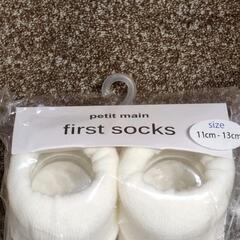 petit main
first socks
size
11cm - 13cm